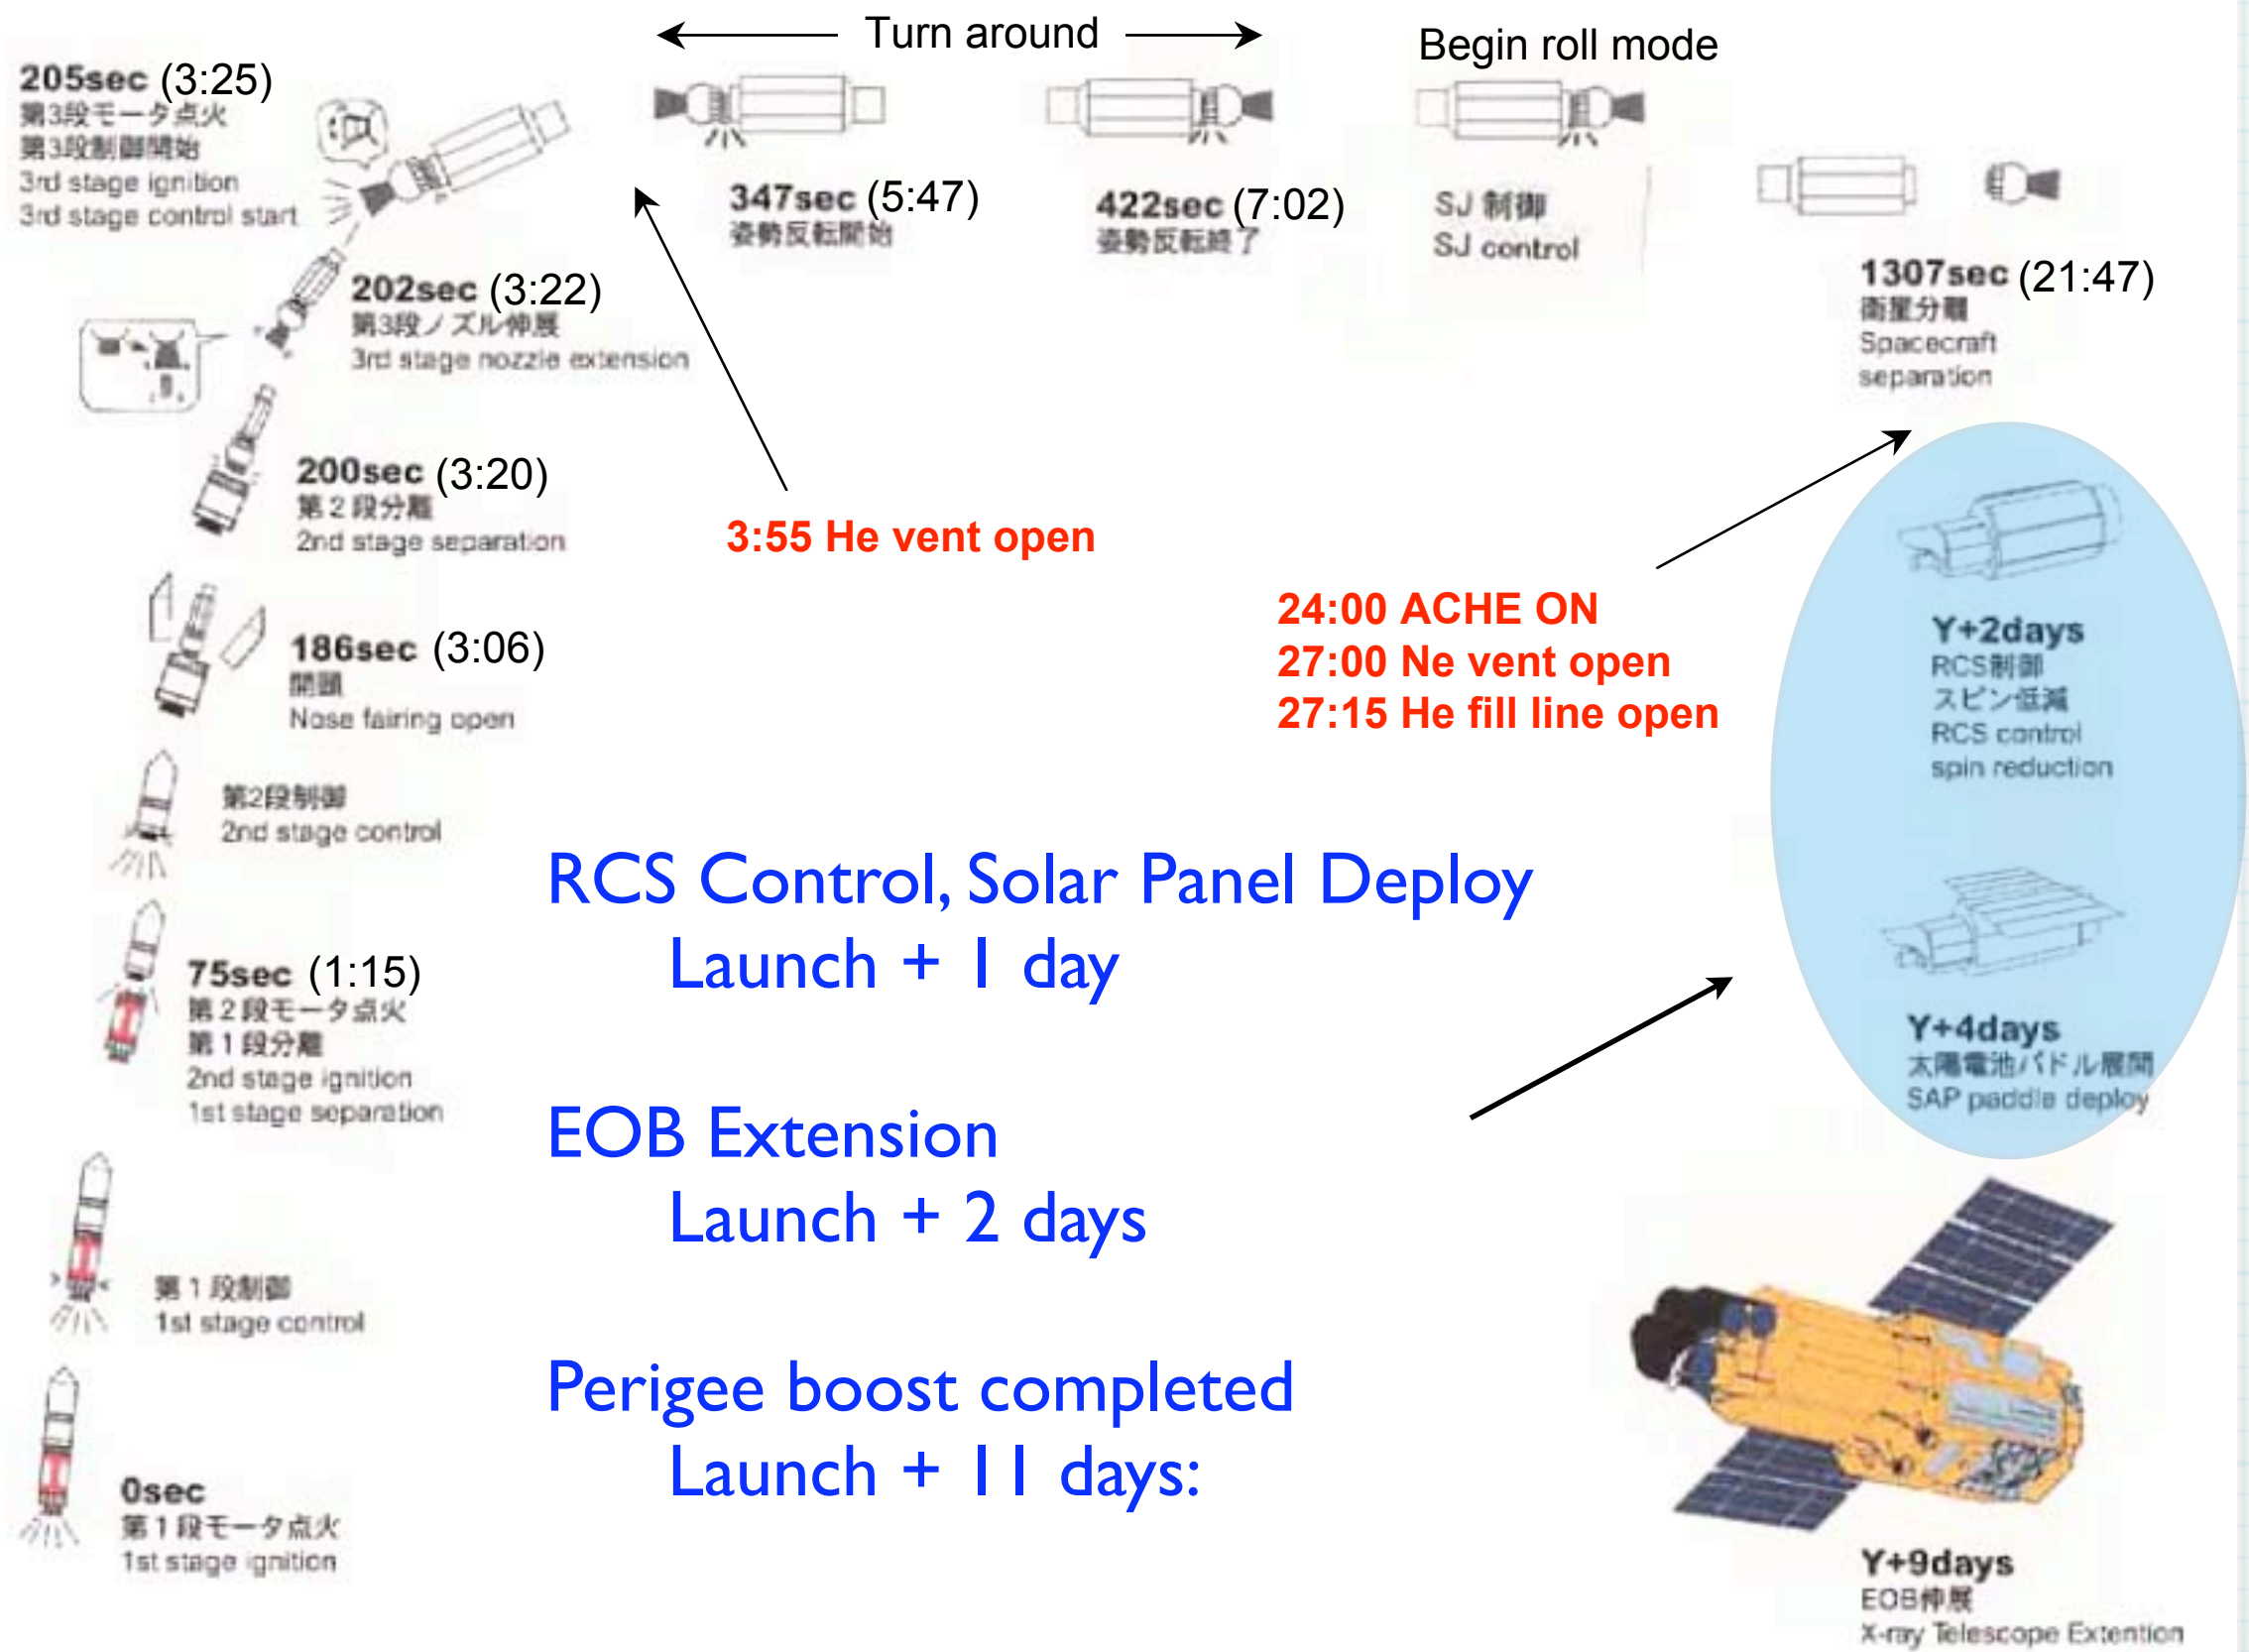 Turn around
Begin roll mode
205sec (3:25)
第3段モータ点火
第3段制御開始
3rd stage ignition
3rd stage control start
347sec (5:47)
姿勢反転開始
422sec (7:02)
姿勢反転終了
SJ 制御
SJ control
1307sec (21:47)
衛星分離
Spacecraft
separation
202sec (3:22)
第3段ノズル伸展
3rd stage nozzle extension
200sec (3:20)
第2段分離
2nd stage separation
3:55 He vent open
24:00 ACHE ON
27:00 Ne vent open
27:15 He fill line open
186sec (3:06)
開頭
Nose fairing open
Y+2days
RCS制御
スピン低減
RCS control
spin reduction
第2段制御
2nd stage control
RCS Control, Solar Panel Deploy
Launch + 1 day
75sec (1:15)
第2段モータ点火
第1段分離
2nd stage ignition
1st stage separation
Y+4days
太陽電池パドル展開
SAP paddle deploy
EOB Extension
Launch + 2 days
第1段制御
1st stage control
Perigee boost completed
Launch + 11 days:
0sec
第1段モータ点火
1st stage ignition
Y+9days
EOB伸展
X-ray Telescope Extention